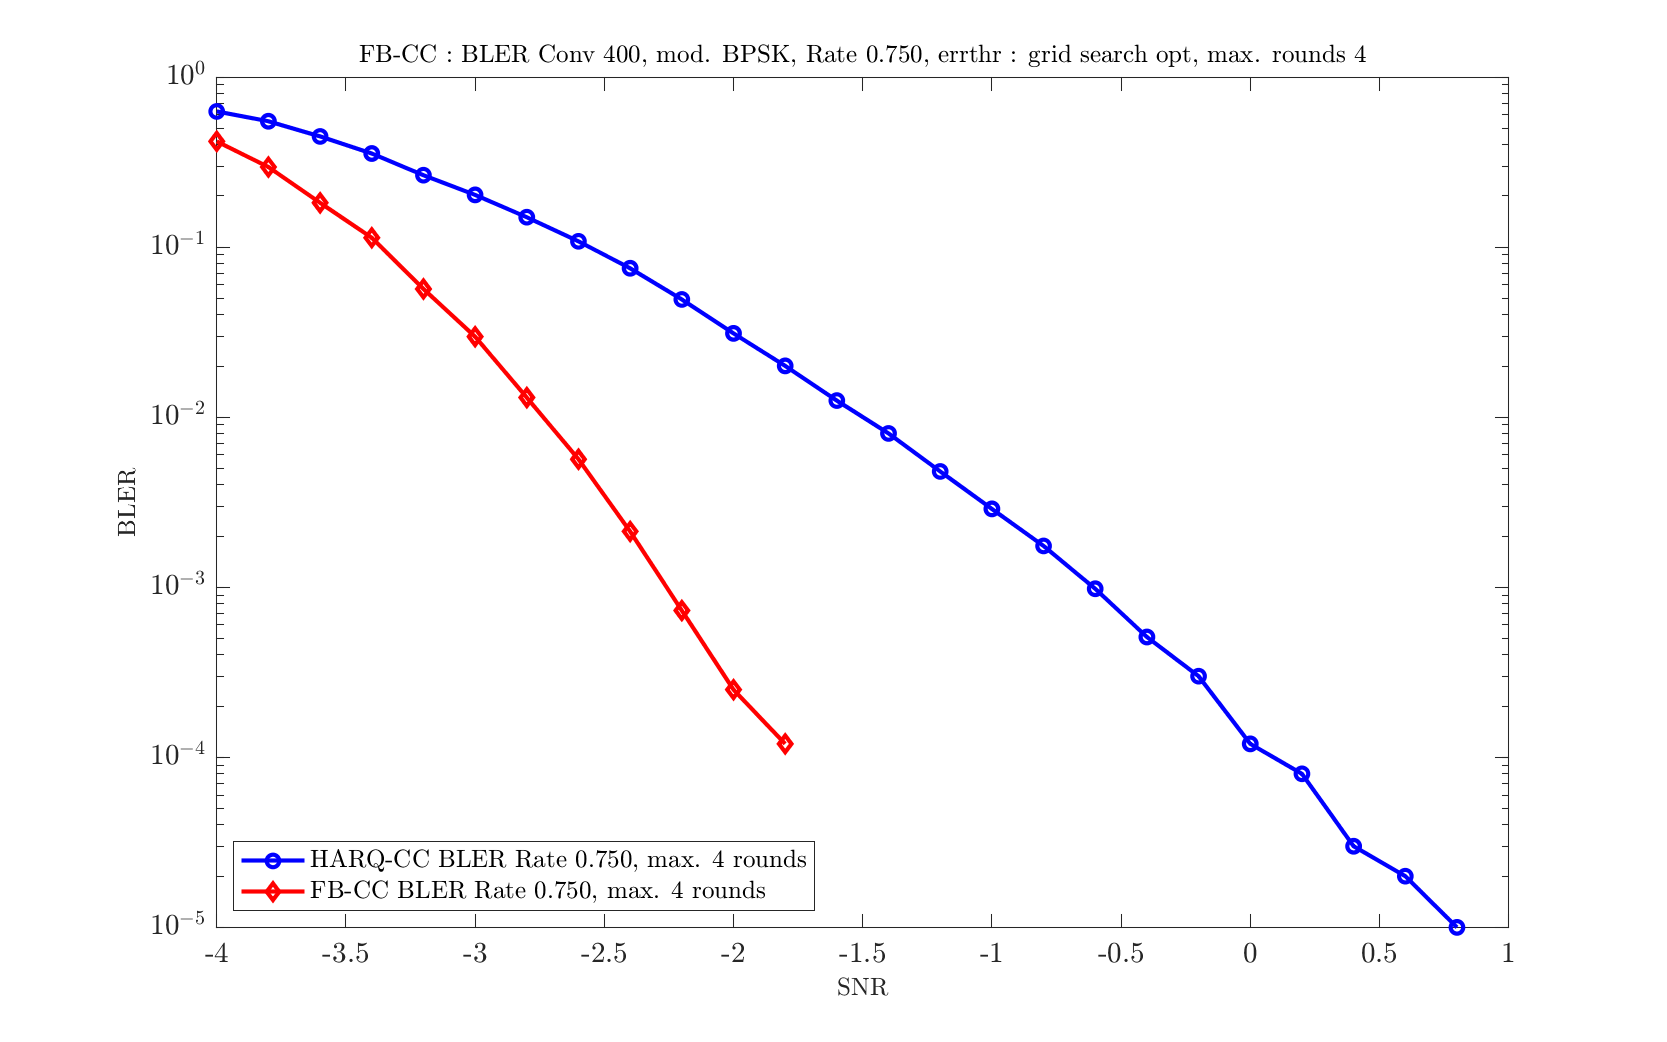 FB-CC : BLER Conv 400, mod. BPSK, Rate 0.750, errthr : grid search opt, max. rounds 4
10^0
10^-1
10^-2
10^-3
10^-4
10^-5
BLER
HARQ-CC BLER Rate 0.750, max. 4 rounds
FB-CC BLER Rate 0.750, max. 4 rounds
-4 -3.5 -3 -2.5 -2 -1.5 -1 -0.5 0 0.5 1
SNR